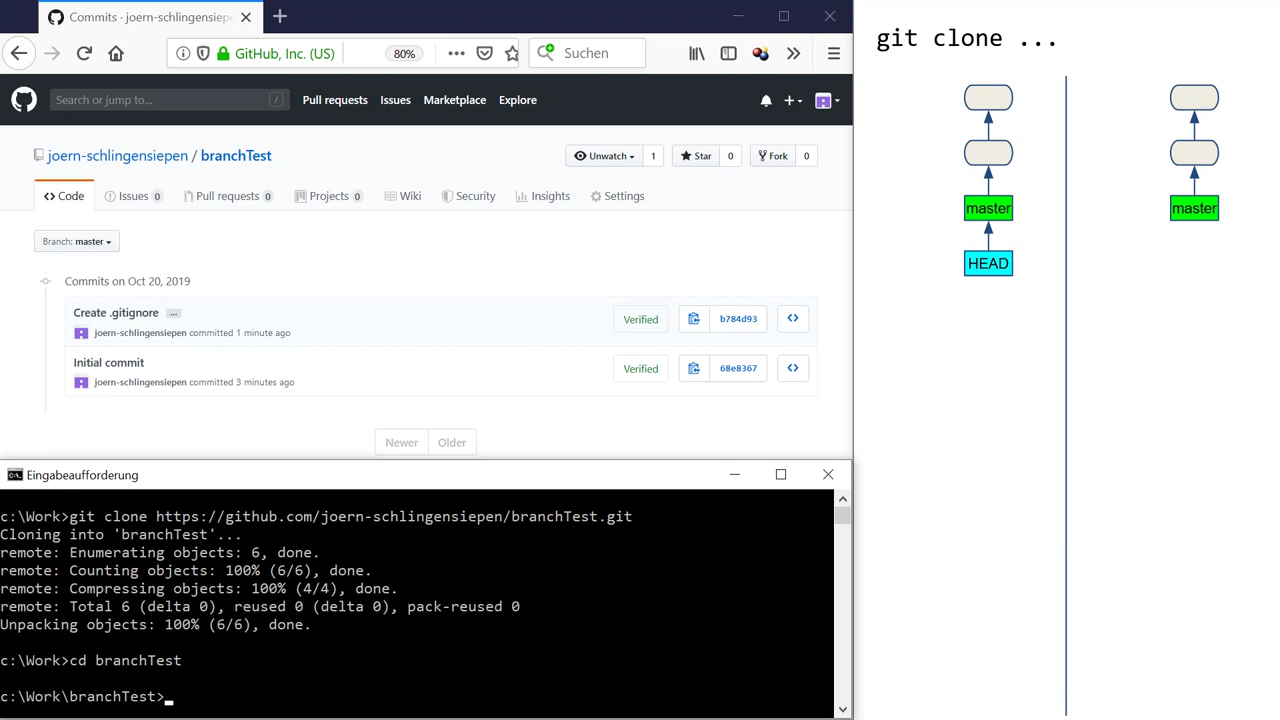 Commits · joern-schlingensiepe
GitHub, Inc. (US)
80%
Suchen
Search or jump to...
/
Pull requests
Issues
Marketplace
Explore
joern-schlingensiepen / branchTest
Unwatch
1
Star
0
Fork
0
Code
Issues 0
Pull requests 0
Projects 0
Wiki
Security
Insights
Settings
Branch: master
Commits on Oct 20, 2019
Create .gitignore ...
joern-schlingensiepen committed 1 minute ago
Verified
b784d93
Initial commit
joern-schlingensiepen committed 3 minutes ago
Verified
68e8367
Newer
Older
Eingabeaufforderung
c:\Work>git clone https://github.com/joern-schlingensiepen/branchTest.git
Cloning into 'branchTest'...
remote: Enumerating objects: 6, done.
remote: Counting objects: 100% (6/6), done.
remote: Compressing objects: 100% (4/4), done.
remote: Total 6 (delta 0), reused 0 (delta 0), pack-reused 0
Unpacking objects: 100% (6/6), done.
c:\Work>cd branchTest
c:\Work\branchTest>
git clone ...
master
HEAD
master